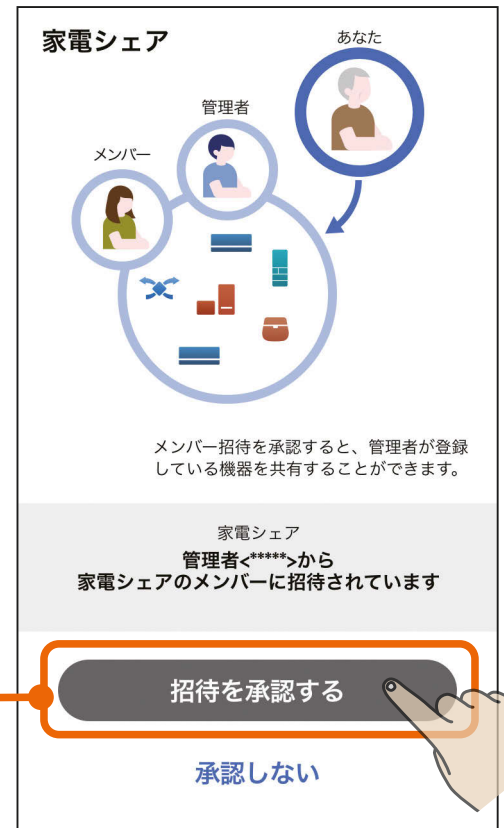 家電シェア
あなた
管理者
メンバー
メンバー招待を承認すると、管理者が登録
している機器を共有することができます。
家電シェア
管理者<*****>から
家電シェアのメンバーに招待されています
招待を承認する
承認しない